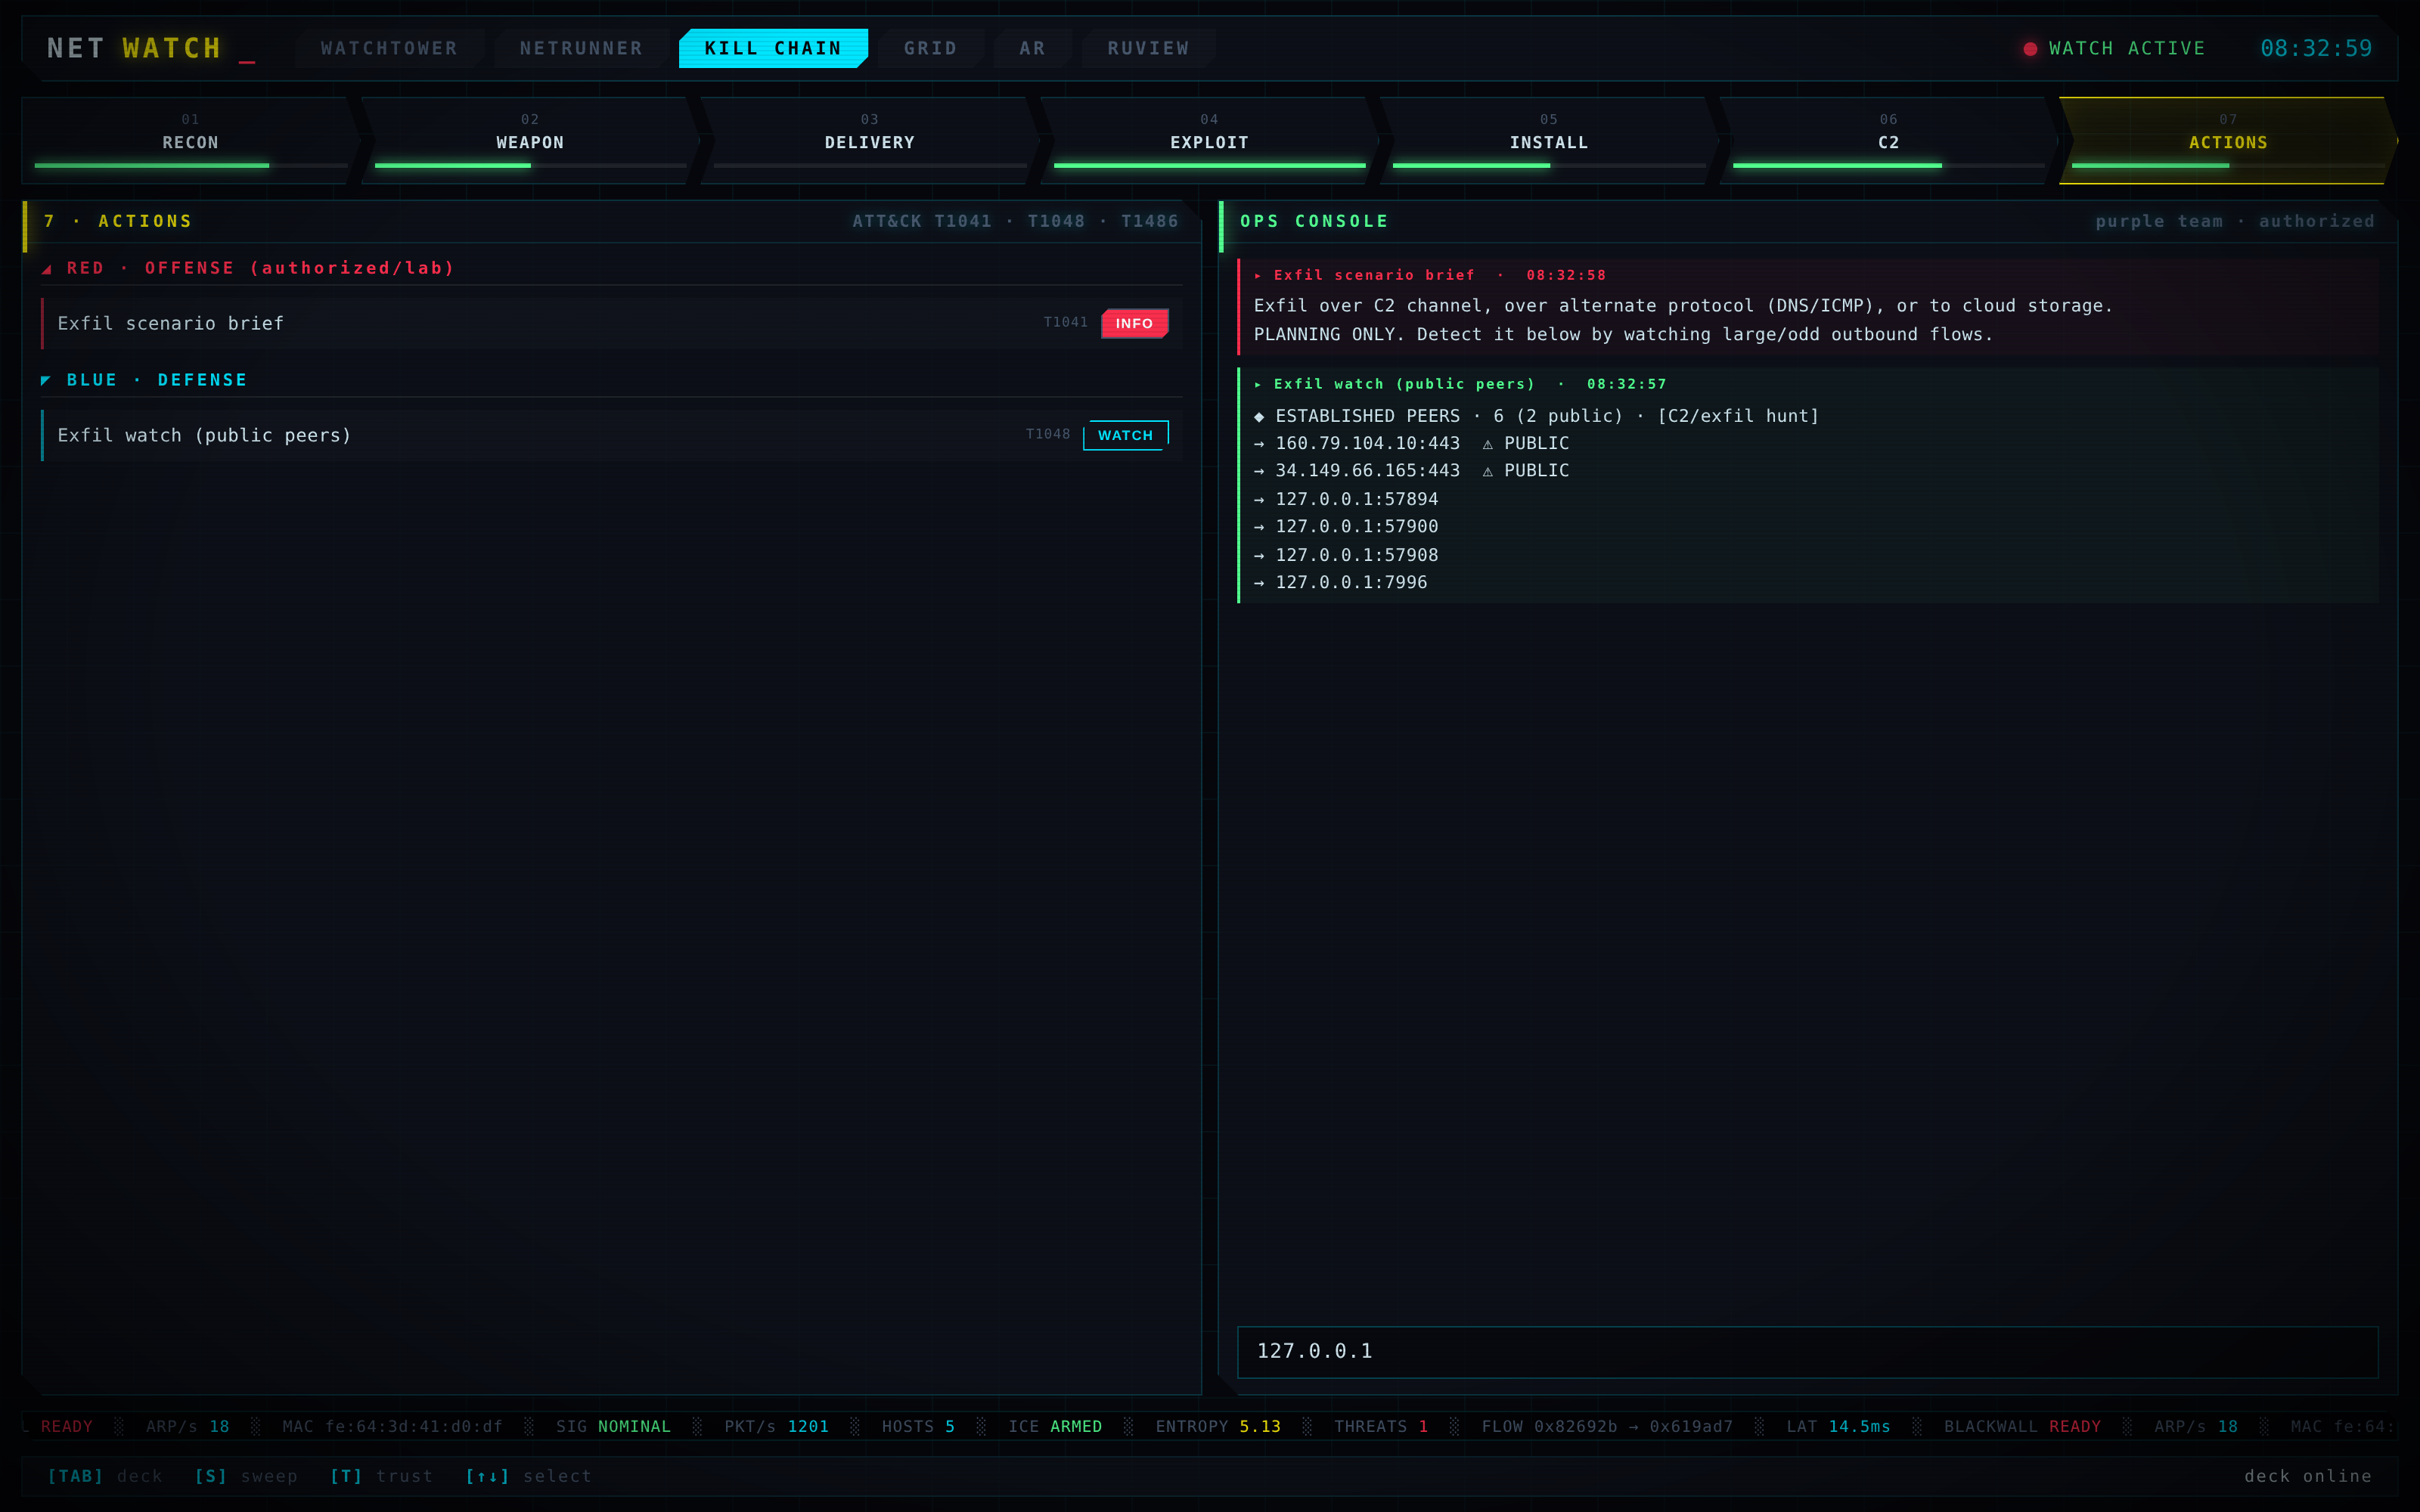 NET WATCH _ WATCHTOWER NETRUNNER KILL CHAIN GRID AR RUVIEW WATCH ACTIVE 08:32:59
01 02 03 04 05 06 07
RECON WEAPON DELIVERY EXPLOIT INSTALL C2 ACTIONS
7 · ACTIONS ATT&CK T1041 · T1048 · T1486
◢ RED · OFFENSE (authorized/lab)
Exfil scenario brief T1041 INFO
◤ BLUE · DEFENSE
Exfil watch (public peers) T1048 WATCH
OPS CONSOLE purple team · authorized
▸ Exfil scenario brief · 08:32:58
Exfil over C2 channel, over alternate protocol (DNS/ICMP), or to cloud storage.
PLANNING ONLY. Detect it below by watching large/odd outbound flows.
▸ Exfil watch (public peers) · 08:32:57
◆ ESTABLISHED PEERS · 6 (2 public) · [C2/exfil hunt]
→ 160.79.104.10:443 ⚠ PUBLIC
→ 34.149.66.165:443 ⚠ PUBLIC
→ 127.0.0.1:57894
→ 127.0.0.1:57900
→ 127.0.0.1:57908
→ 127.0.0.1:7996
127.0.0.1
L READY ░ ARP/s 18 ░ MAC fe:64:3d:41:d0:df ░ SIG NOMINAL ░ PKT/s 1201 ░ HOSTS 5 ░ ICE ARMED ░ ENTROPY 5.13 ░ THREATS 1 ░ FLOW 0x82692b → 0x619ad7 ░ LAT 14.5ms ░ BLACKWALL READY ░ ARP/s 18 ░ MAC fe:64:
[TAB] deck [S] sweep [T] trust [↑↓] select deck online